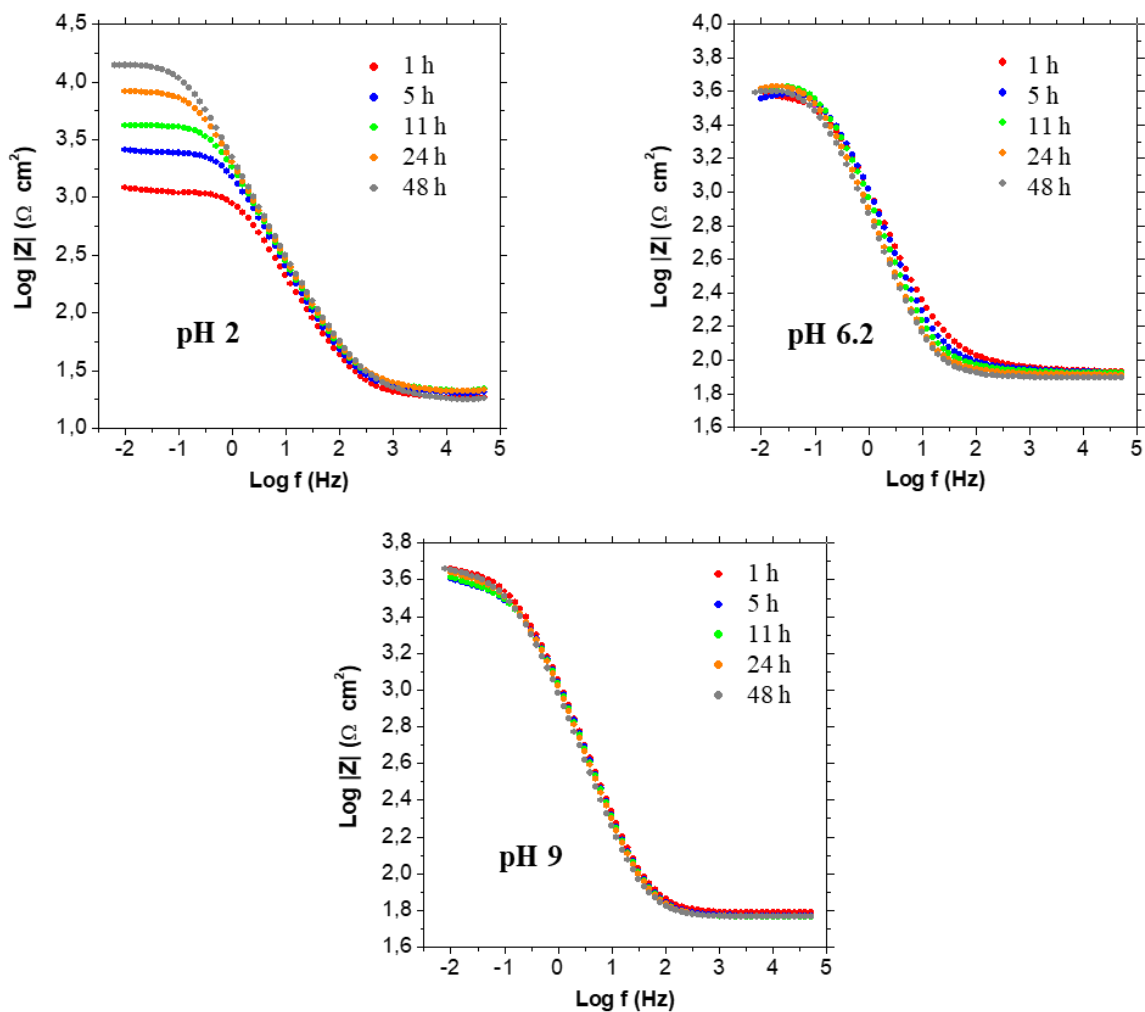 4,5
4,0
3,5
3,0
2,5
2,0
1,5
1,0
-2 -1 0 1 2 3 4 5
Log |Z| (Ω cm²)
Log f (Hz)
1 h
5 h
11 h
24 h
48 h
pH 2
4,0
3,8
3,6
3,4
3,2
3,0
2,8
2,6
2,4
2,2
2,0
1,8
1,6
-2 -1 0 1 2 3 4 5
Log |Z| (Ω cm²)
Log f (Hz)
1 h
5 h
11 h
24 h
48 h
pH 6.2
3,8
3,6
3,4
3,2
3,0
2,8
2,6
2,4
2,2
2,0
1,8
1,6
-2 -1 0 1 2 3 4 5
Log |Z| (Ω cm²)
Log f (Hz)
1 h
5 h
11 h
24 h
48 h
pH 9